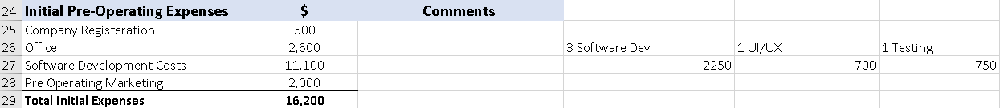 24 Initial Pre-Operating Expenses $ Comments
25 Company Registeration 500
26 Office 2,600 3 Software Dev 1 UI/UX 1 Testing
27 Software Development Costs 11,100 2250 700 750
28 Pre Operating Marketing 2,000
29 Total Initial Expenses 16,200